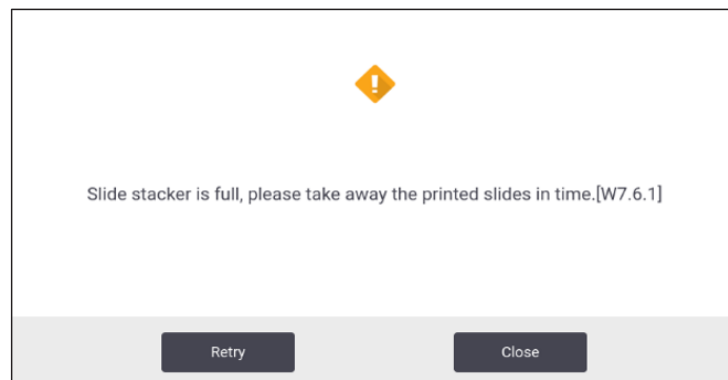 Slide stacker is full, please take away the printed slides in time.[W7.6.1]
Retry Close